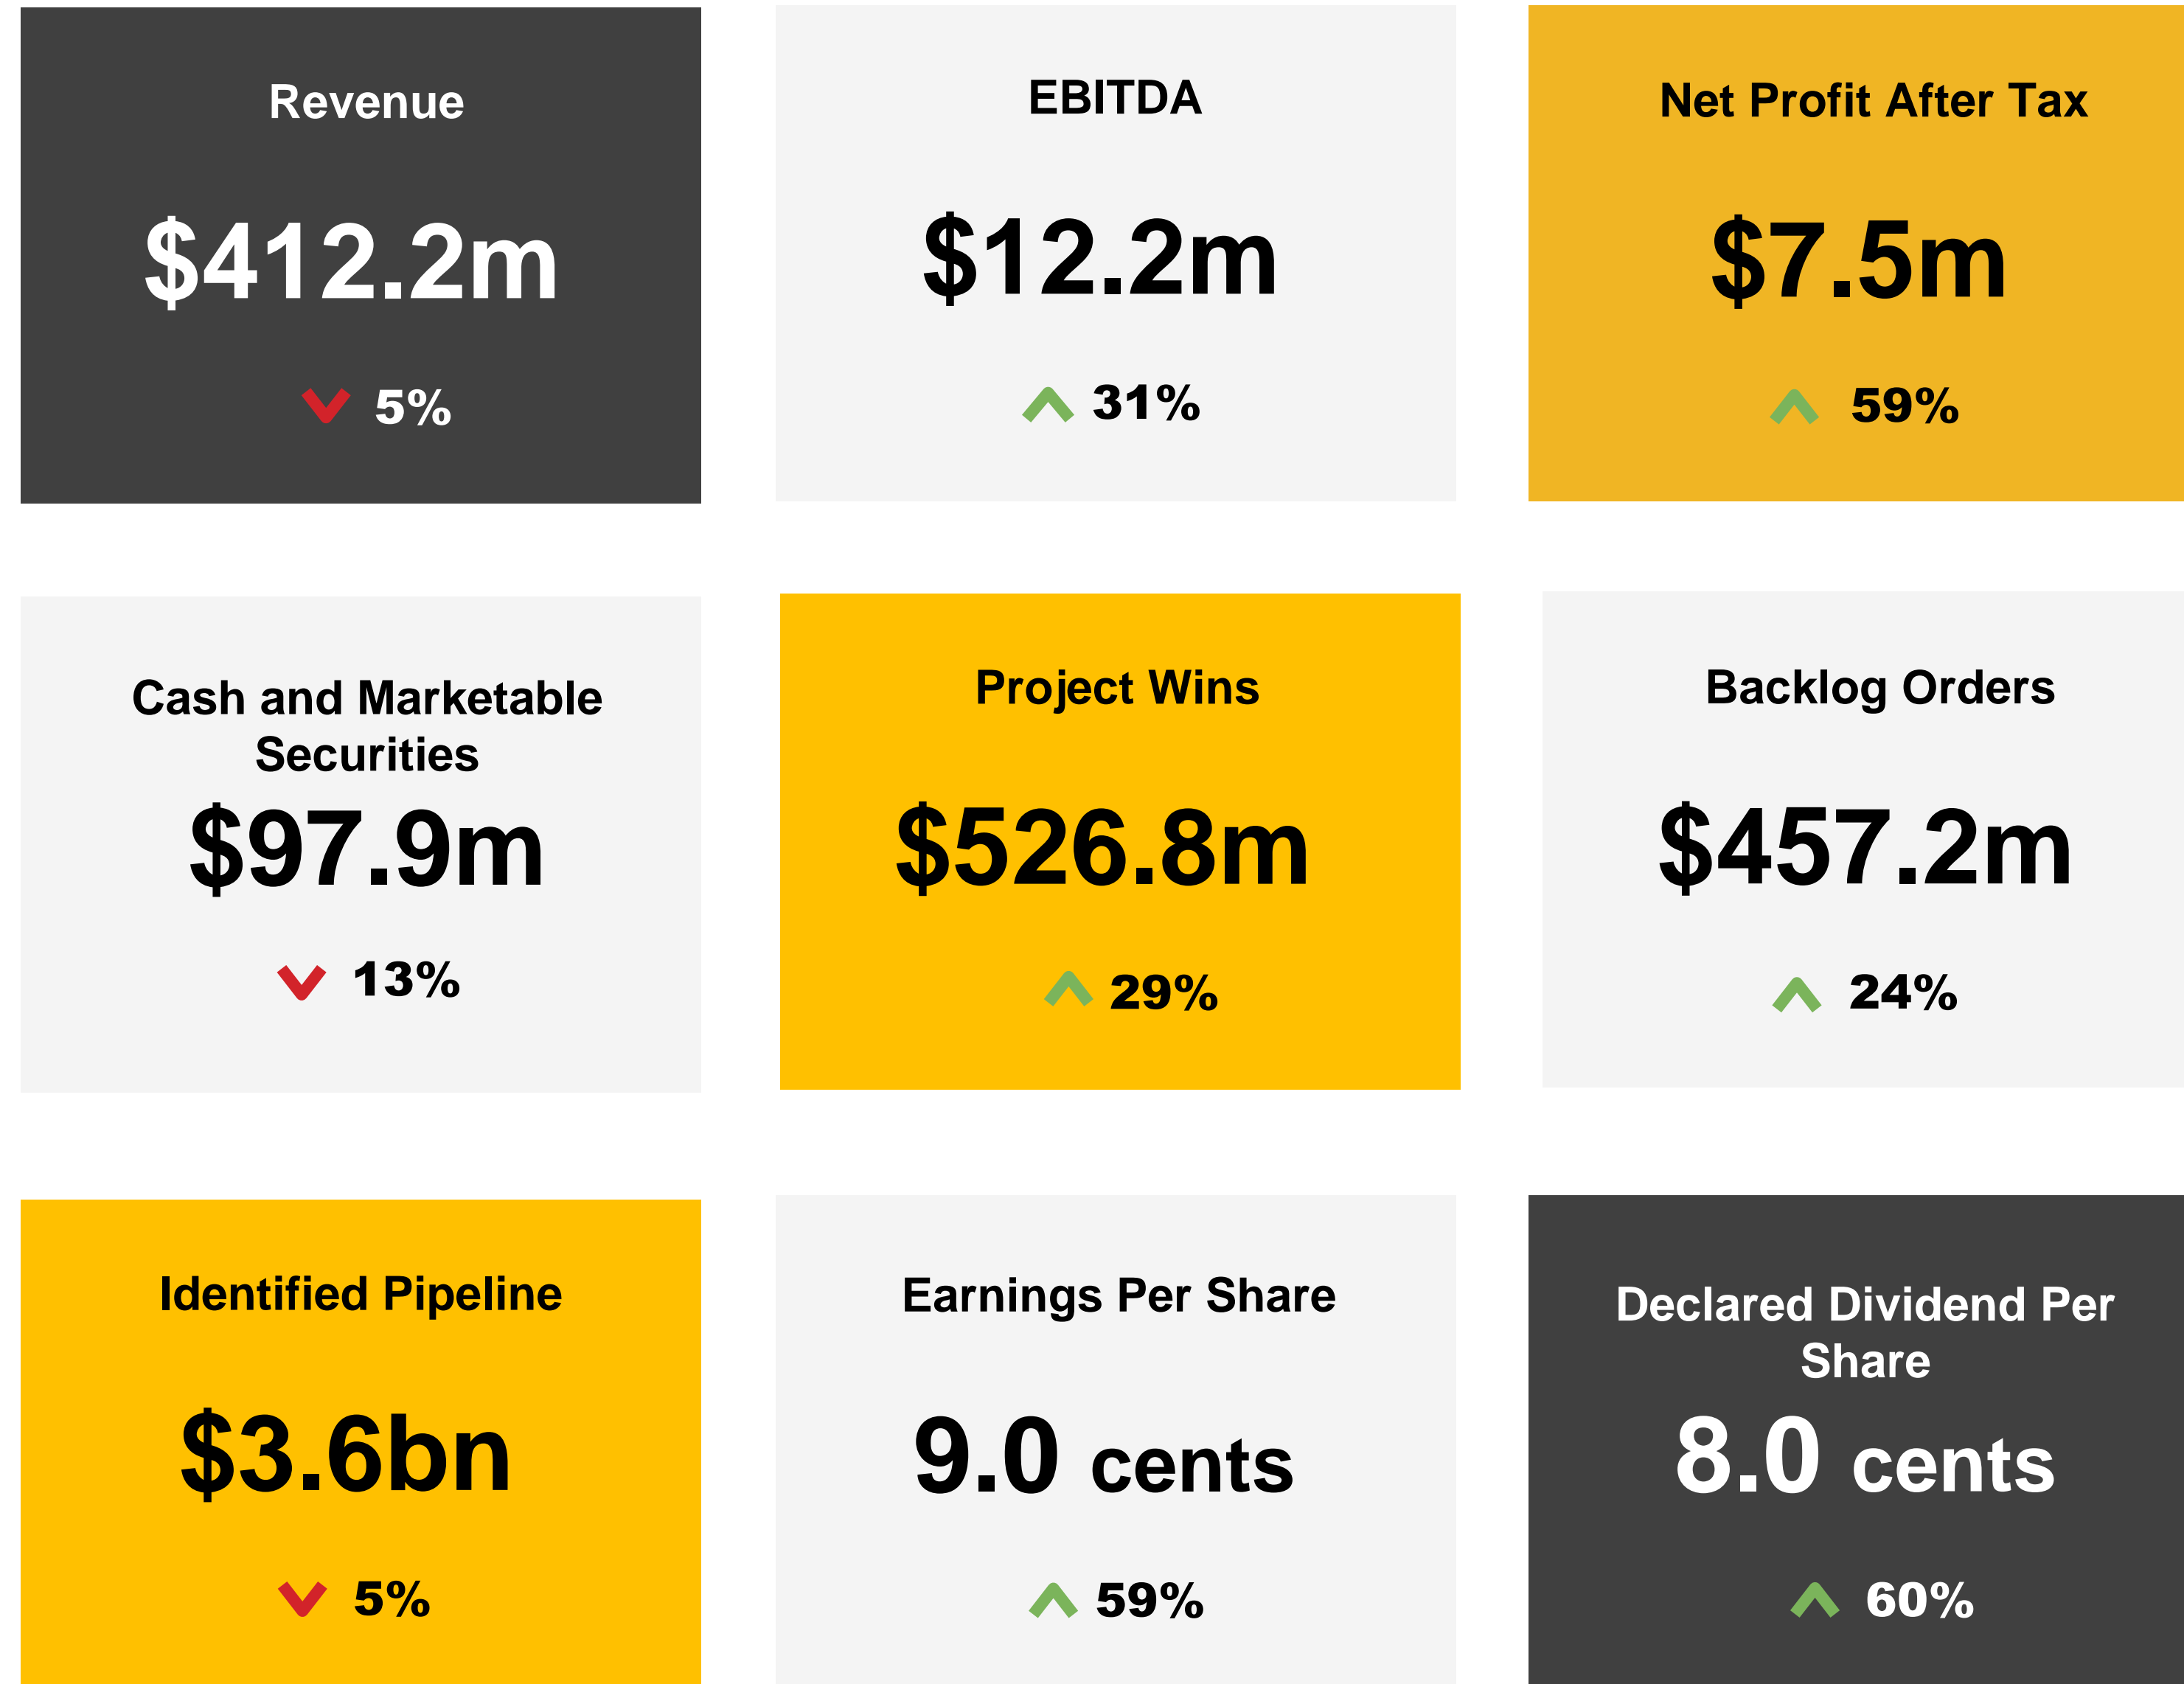 Revenue
$412.2m
5%
EBITDA
$12.2m
31%
Net Profit After Tax
$7.5m
59%
Cash and Marketable
Securities
$97.9m
13%
Project Wins
$526.8m
29%
Backlog Orders
$457.2m
24%
Identified Pipeline
$3.6bn
5%
Earnings Per Share
9.0 cents
59%
Declared Dividend Per
Share
8.0 cents
60%